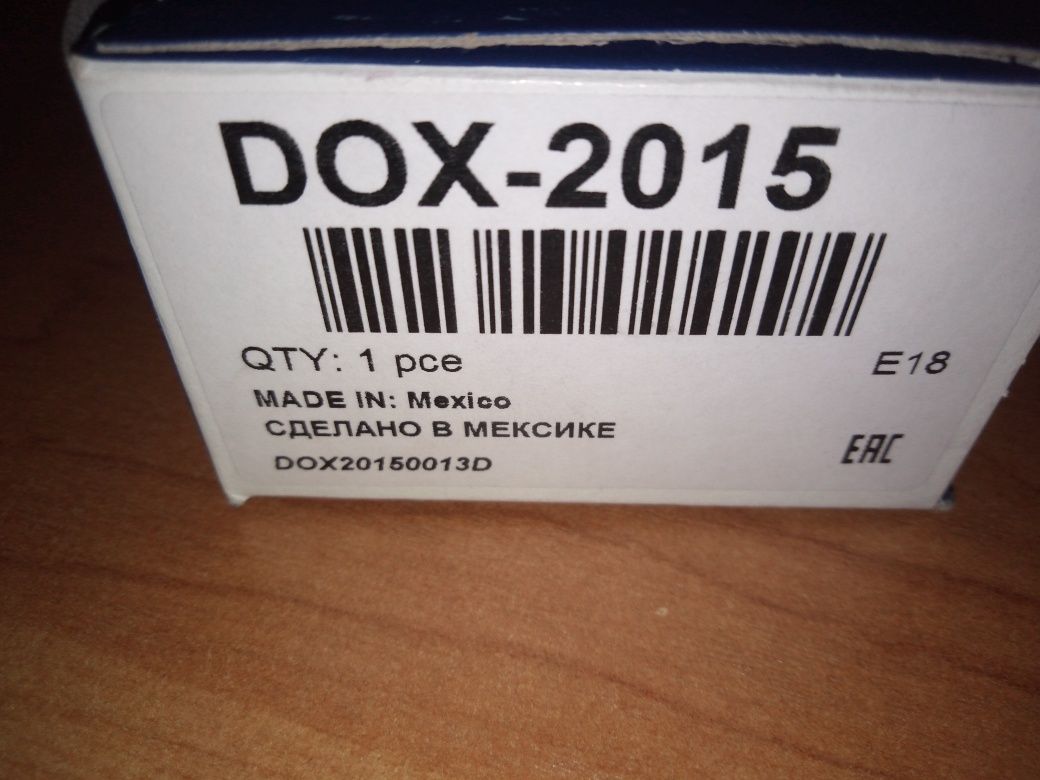 DOX-2015
QTY: 1 pce
E18
MADE IN: Mexico
СДЕЛАНО В МЕКСИКЕ
DOX20150013D
EAC